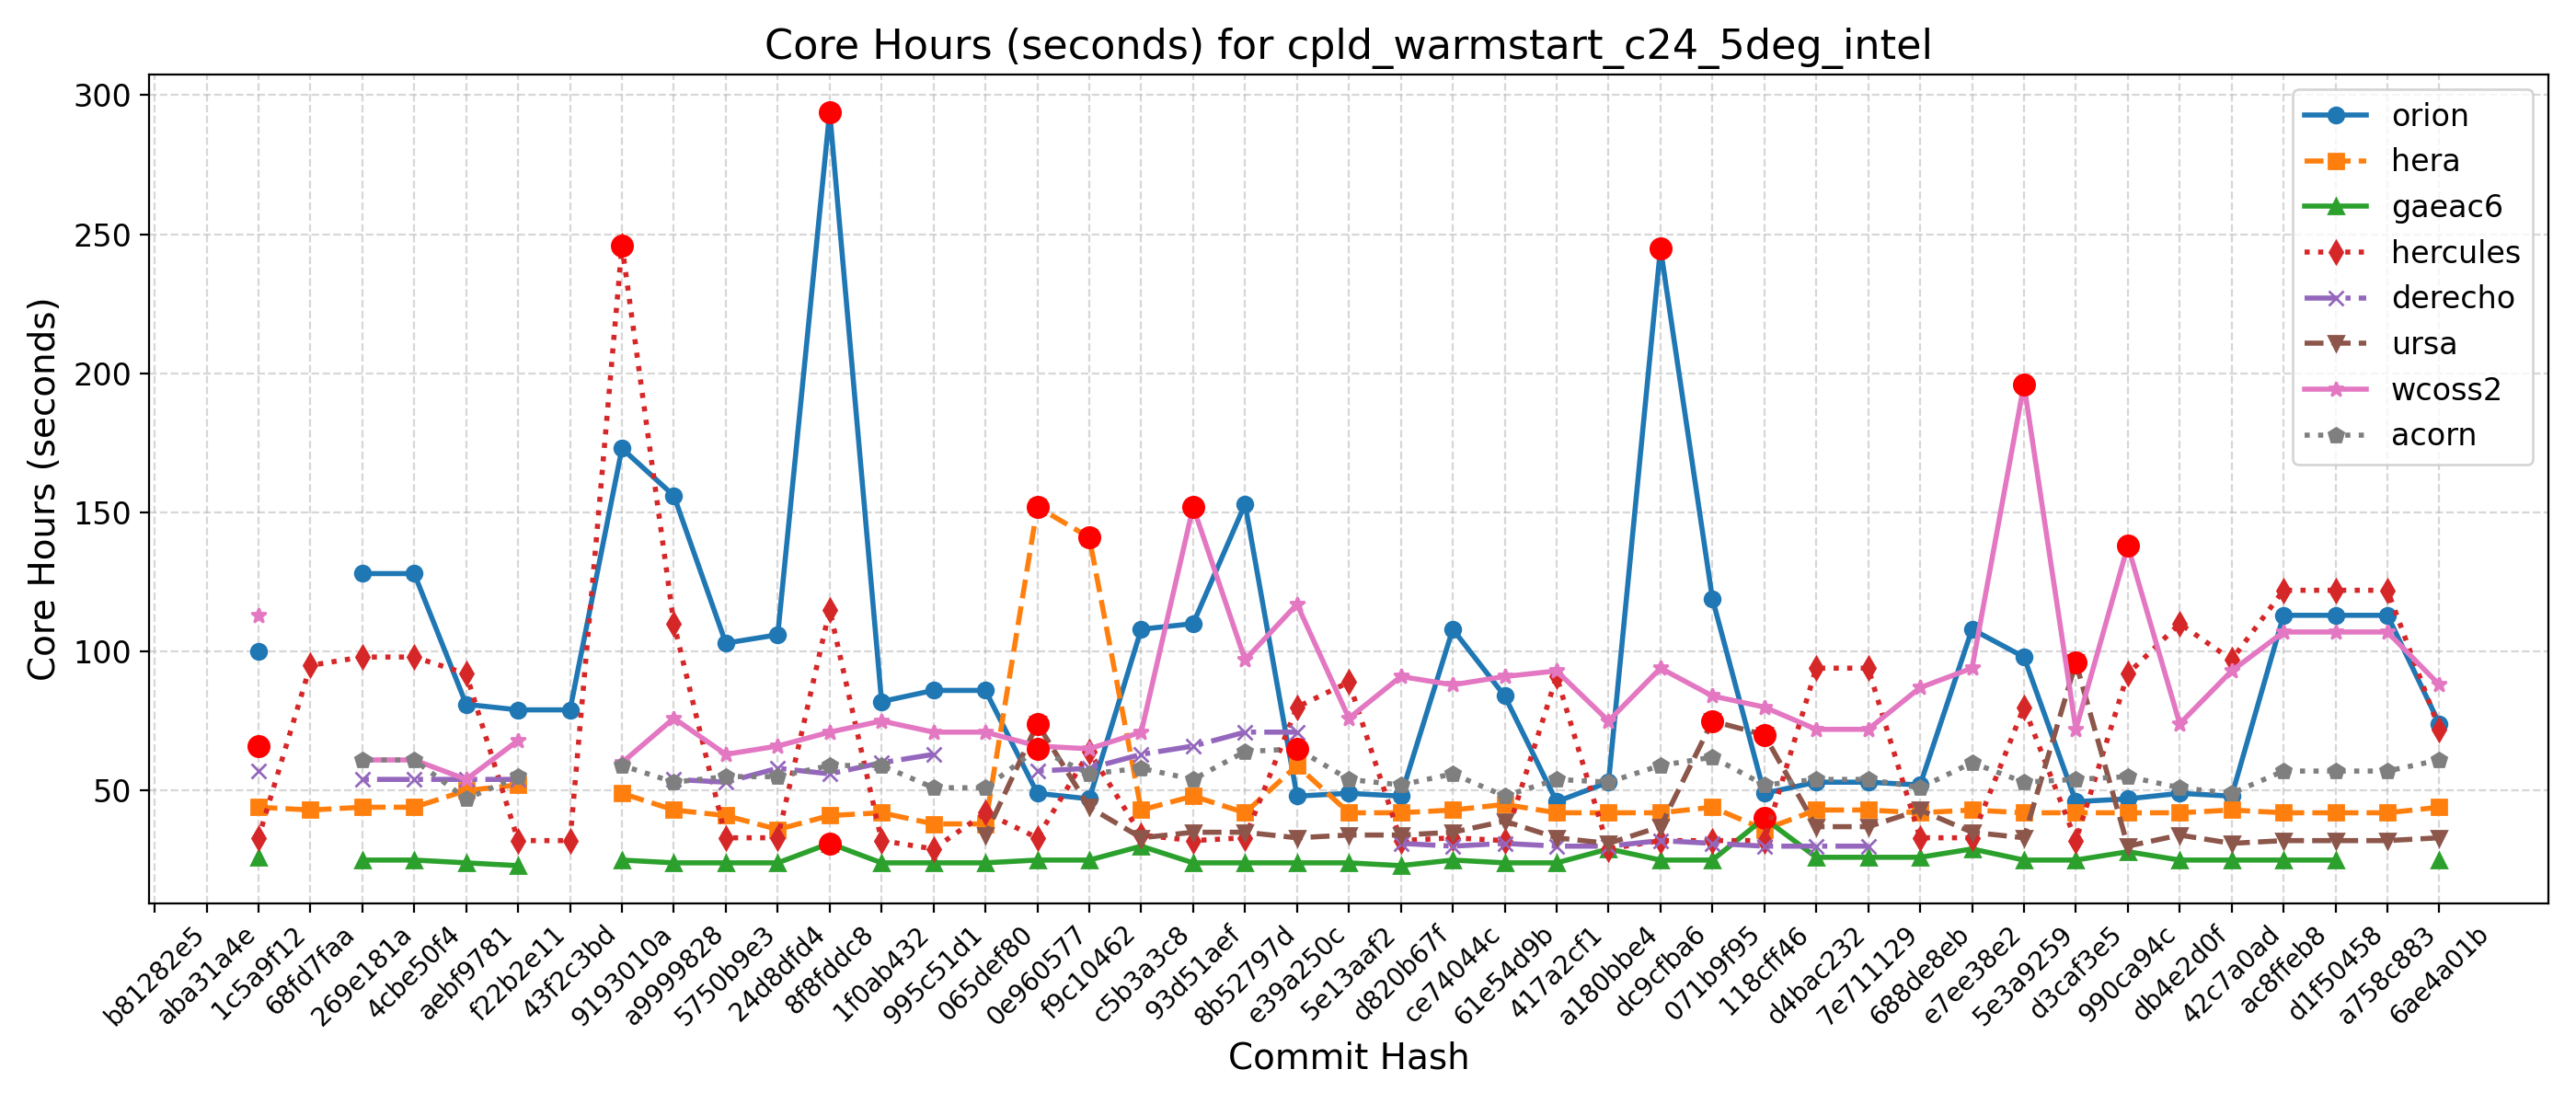 Core Hours (seconds) for cpld_warmstart_c24_5deg_intel
Core Hours (seconds)
300
250
200
150
100
50
orion
hera
gaeac6
hercules
derecho
ursa
wcoss2
acorn
b81282e5
aba31a4e
1c5a9f12
68fd7faa
269e181a
4cbe50f4
aebf9781
f22b2e11
43f2c3bd
9193010a
a9999828
5750b9e3
24d8dfd4
8f8fddc8
1f0ab432
995c51d1
065def80
0e960577
f9c10462
c5b3a3c8
93d51aef
8b52797d
e39a250c
5e13aaf2
d820b67f
ce74044c
61e54d9b
417a2cf1
a180bbe4
dc9cfba6
071b9f95
118cff46
d4bac232
7e711129
688de8eb
e7ee38e2
5e3a9259
d3caf3e5
990ca94c
db4e2d0f
42c7a0ad
ac8ffeb8
d1f50458
a758c883
6ae4a01b
Commit Hash